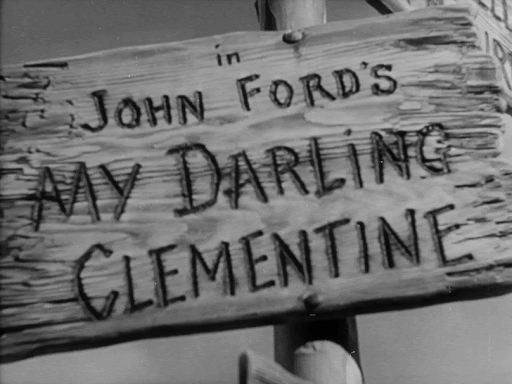 in
JOHN FORD'S
MY DARLING
CLEMENTINE